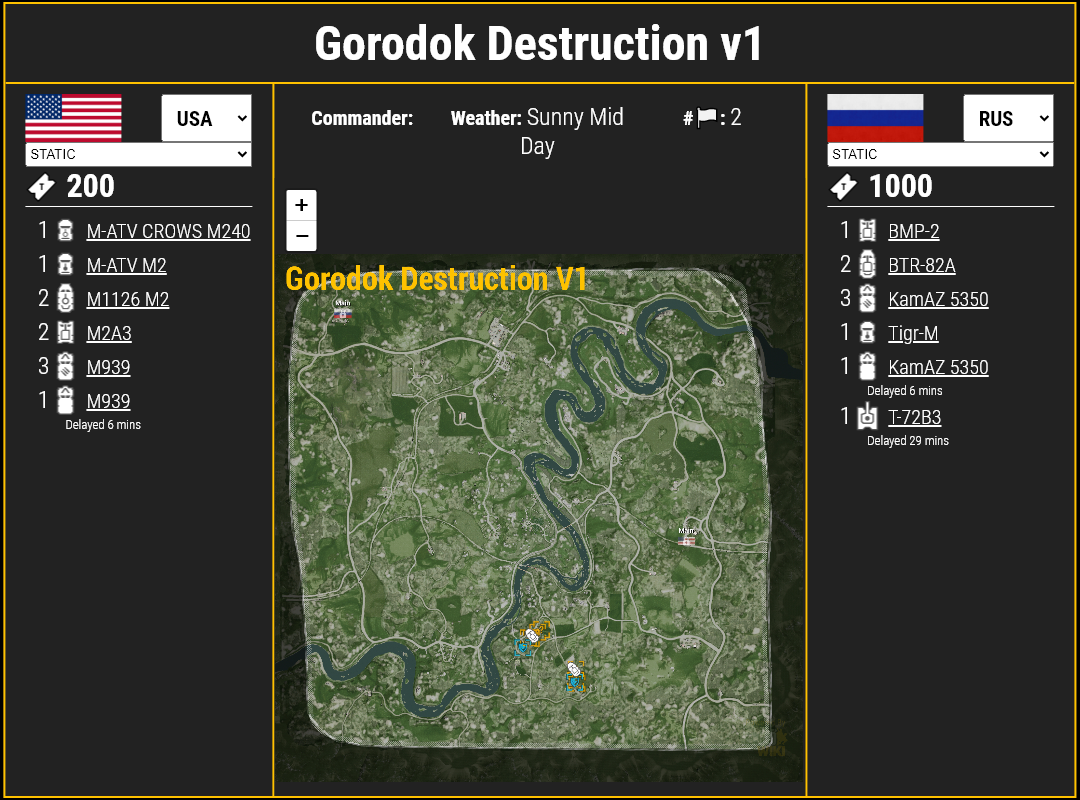 Gorodok Destruction v1
USA
STATIC
200
1 M-ATV CROWS M240
1 M-ATV M2
2 M1126 M2
2 M2A3
3 M939
1 M939
Delayed 6 mins
Commander:
Weather: Sunny Mid
Day
# : 2
+
−
Gorodok Destruction V1
Main
Main
RUS
STATIC
1000
1 BMP-2
2 BTR-82A
3 KamAZ 5350
1 Tigr-M
1 KamAZ 5350
Delayed 6 mins
1 T-72B3
Delayed 29 mins